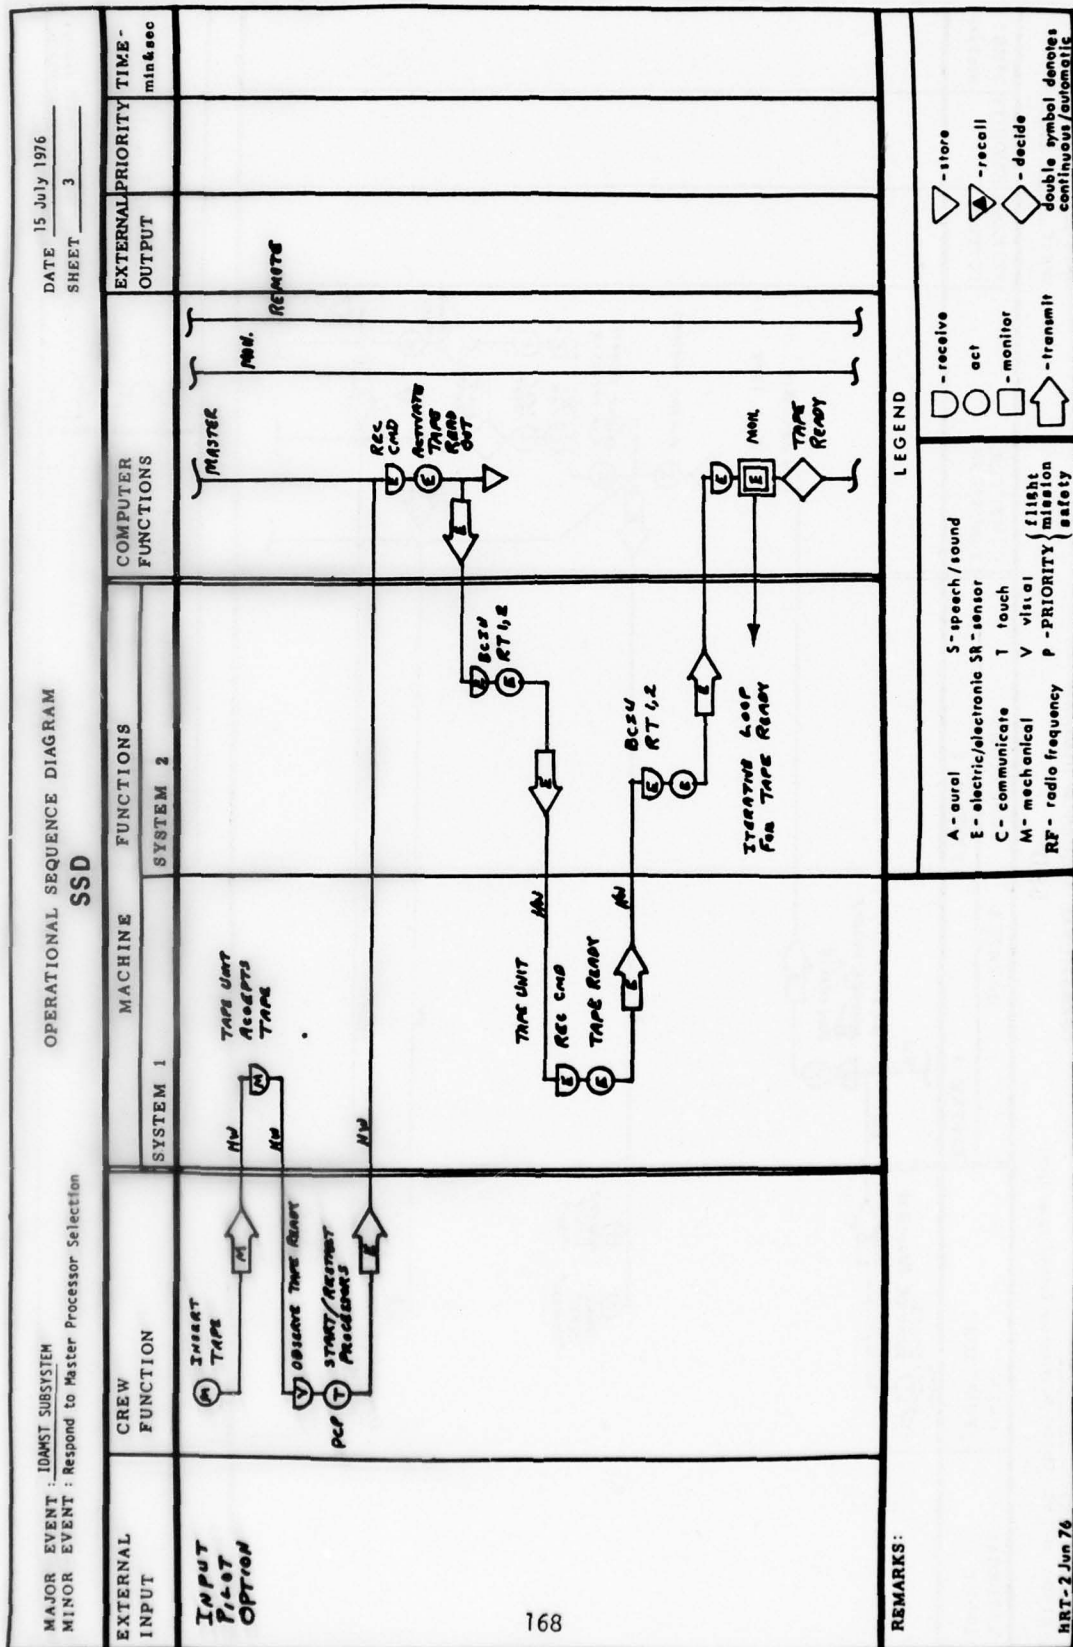 MAJOR EVENT : IDAMST SUBSYSTEM
MINOR EVENT : Respond to Master Processor Selection
OPERATIONAL SEQUENCE DIAGRAM
SSD
DATE 15 July 1976
SHEET 3
EXTERNAL INPUT
CREW FUNCTION
MACHINE FUNCTIONS
SYSTEM 1
SYSTEM 2
COMPUTER FUNCTIONS
EXTERNAL OUTPUT
PRIORITY
TIME - min&sec
INPUT
PILOT
OPTION
M
INSERT
TAPE
M
HW
M
TAPE UNIT
ACCEPTS
TAPE
HW
V
OBSERVE TAPE READY
PCP
T
START/RESTART
PROCESSORS
E
HW
MASTER
MON.
REMOTE
E
REC
CMD
E
ACTIVATE
TAPE
READ
OUT
E
E
BCIU
RT 1,2
E
E
HW
TAPE UNIT
E
REC CMD
E
TAPE READY
E
HW
BCIU
RT 1,2
E
E
E
E
E
MON.
TAPE
READY
ITERATIVE LOOP
FOR TAPE READY
REMARKS:
LEGEND
A - aural
S - speech / sound
E - electric/electronic
SR - sensor
C - communicate
T touch
M - mechanical
V visual
RF - radio frequency
P - PRIORITY { flight
mission
safety
- receive
act
- monitor
- transmit
- store
- recall
- decide
double symbol denotes
continuous/automatic
HRT- 2 Jun 76
168